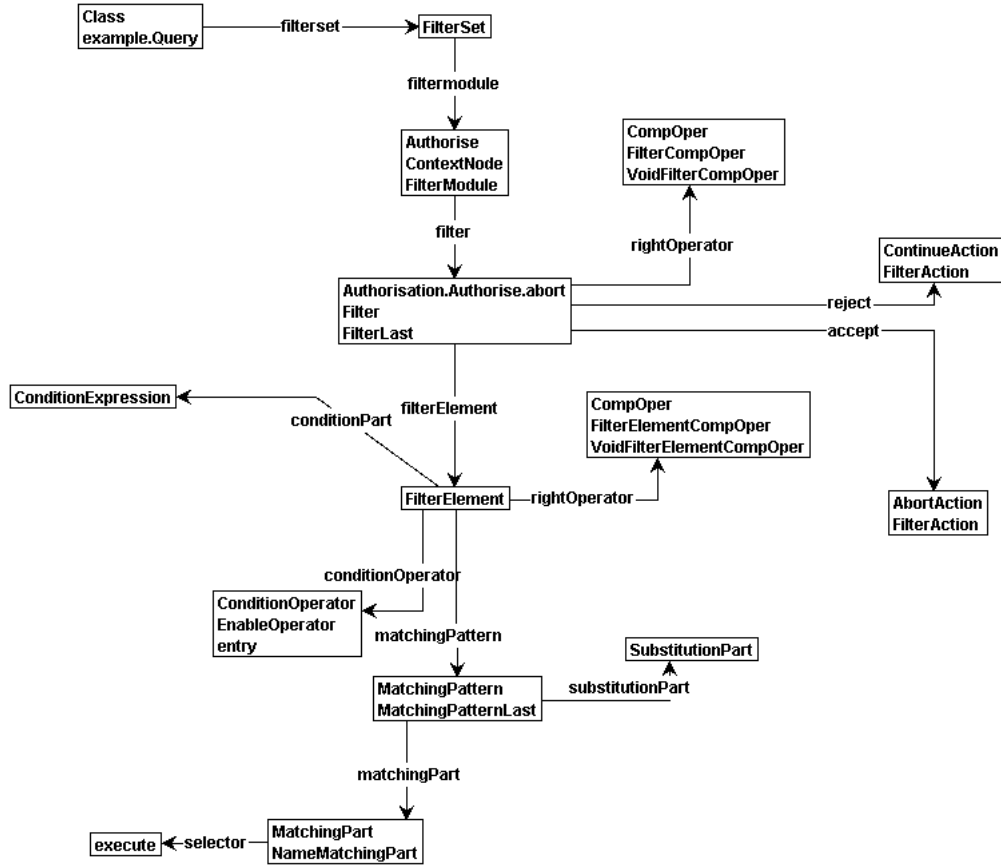 Class
example.Query
filterset
FilterSet
filtermodule
Authorise
ContextNode
FilterModule
CompOper
FilterCompOper
VoidFilterCompOper
filter
rightOperator
ContinueAction
FilterAction
Authorisation.Authorise.abort
Filter
FilterLast
reject
accept
ConditionExpression
conditionPart
filterElement
CompOper
FilterElementCompOper
VoidFilterElementCompOper
FilterElement
rightOperator
AbortAction
FilterAction
conditionOperator
ConditionOperator
EnableOperator
entry
matchingPattern
SubstitutionPart
MatchingPattern
MatchingPatternLast
substitutionPart
matchingPart
execute
selector
MatchingPart
NameMatchingPart